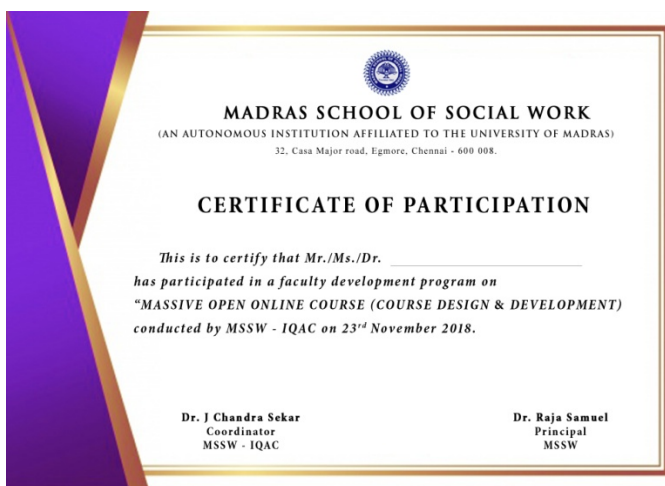 MADRAS SCHOOL OF SOCIAL WORK
(AN AUTONOMOUS INSTITUTION AFFILIATED TO THE UNIVERSITY OF MADRAS)
32, Casa Major road, Egmore, Chennai - 600 008.
CERTIFICATE OF PARTICIPATION
This is to certify that Mr./Ms./Dr.
has participated in a faculty development program on
“MASSIVE OPEN ONLINE COURSE (COURSE DESIGN & DEVELOPMENT)
conducted by MSSW - IQAC on 23rd November 2018.
Dr. J Chandra Sekar
Coordinator
MSSW - IQAC
Dr. Raja Samuel
Principal
MSSW